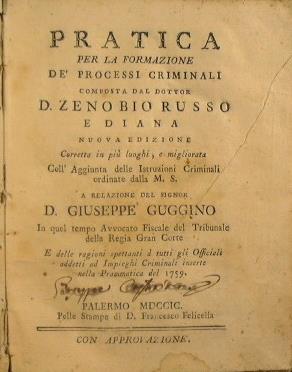 PRATICA
PER LA FORMAZIONE
DE' PROCESSI CRIMINALI
COMPOSTA DAL DOTTOR
D. ZENOBIO RUSSO
E DIANA
NUOVA EDIZIONE
Corretta in più luoghi, e migliorata
Coll' Aggiunta delle Istruzioni Criminali
ordinate dalla M. S.
A RELAZIONE DEL SIGNOR
D. GIUSEPPE GUGGINO
In quel tempo Avvocato Fiscale del Tribunale
della Regia Gran Corte
E delle ragioni spettanti a tutti gli Officiali
addetti ad Impieghi Criminali inserte
nella Prammatica del 1759.
PALERMO MDCCIC.
Pelle Stampe di D. Francesco Felicella
CON APPROVAZIONE.